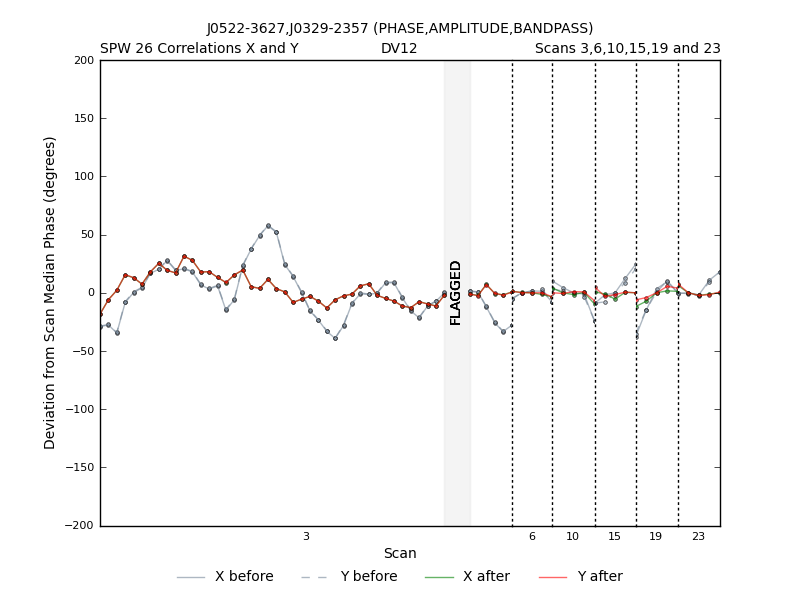 J0522-3627,J0329-2357 (PHASE,AMPLITUDE,BANDPASS)
SPW 26 Correlations X and Y DV12 Scans 3,6,10,15,19 and 23
Deviation from Scan Median Phase (degrees)
200
150
100
50
0
−50
−100
−150
−200
FLAGGED
3 6 10 15 19 23
Scan
X before Y before X after Y after